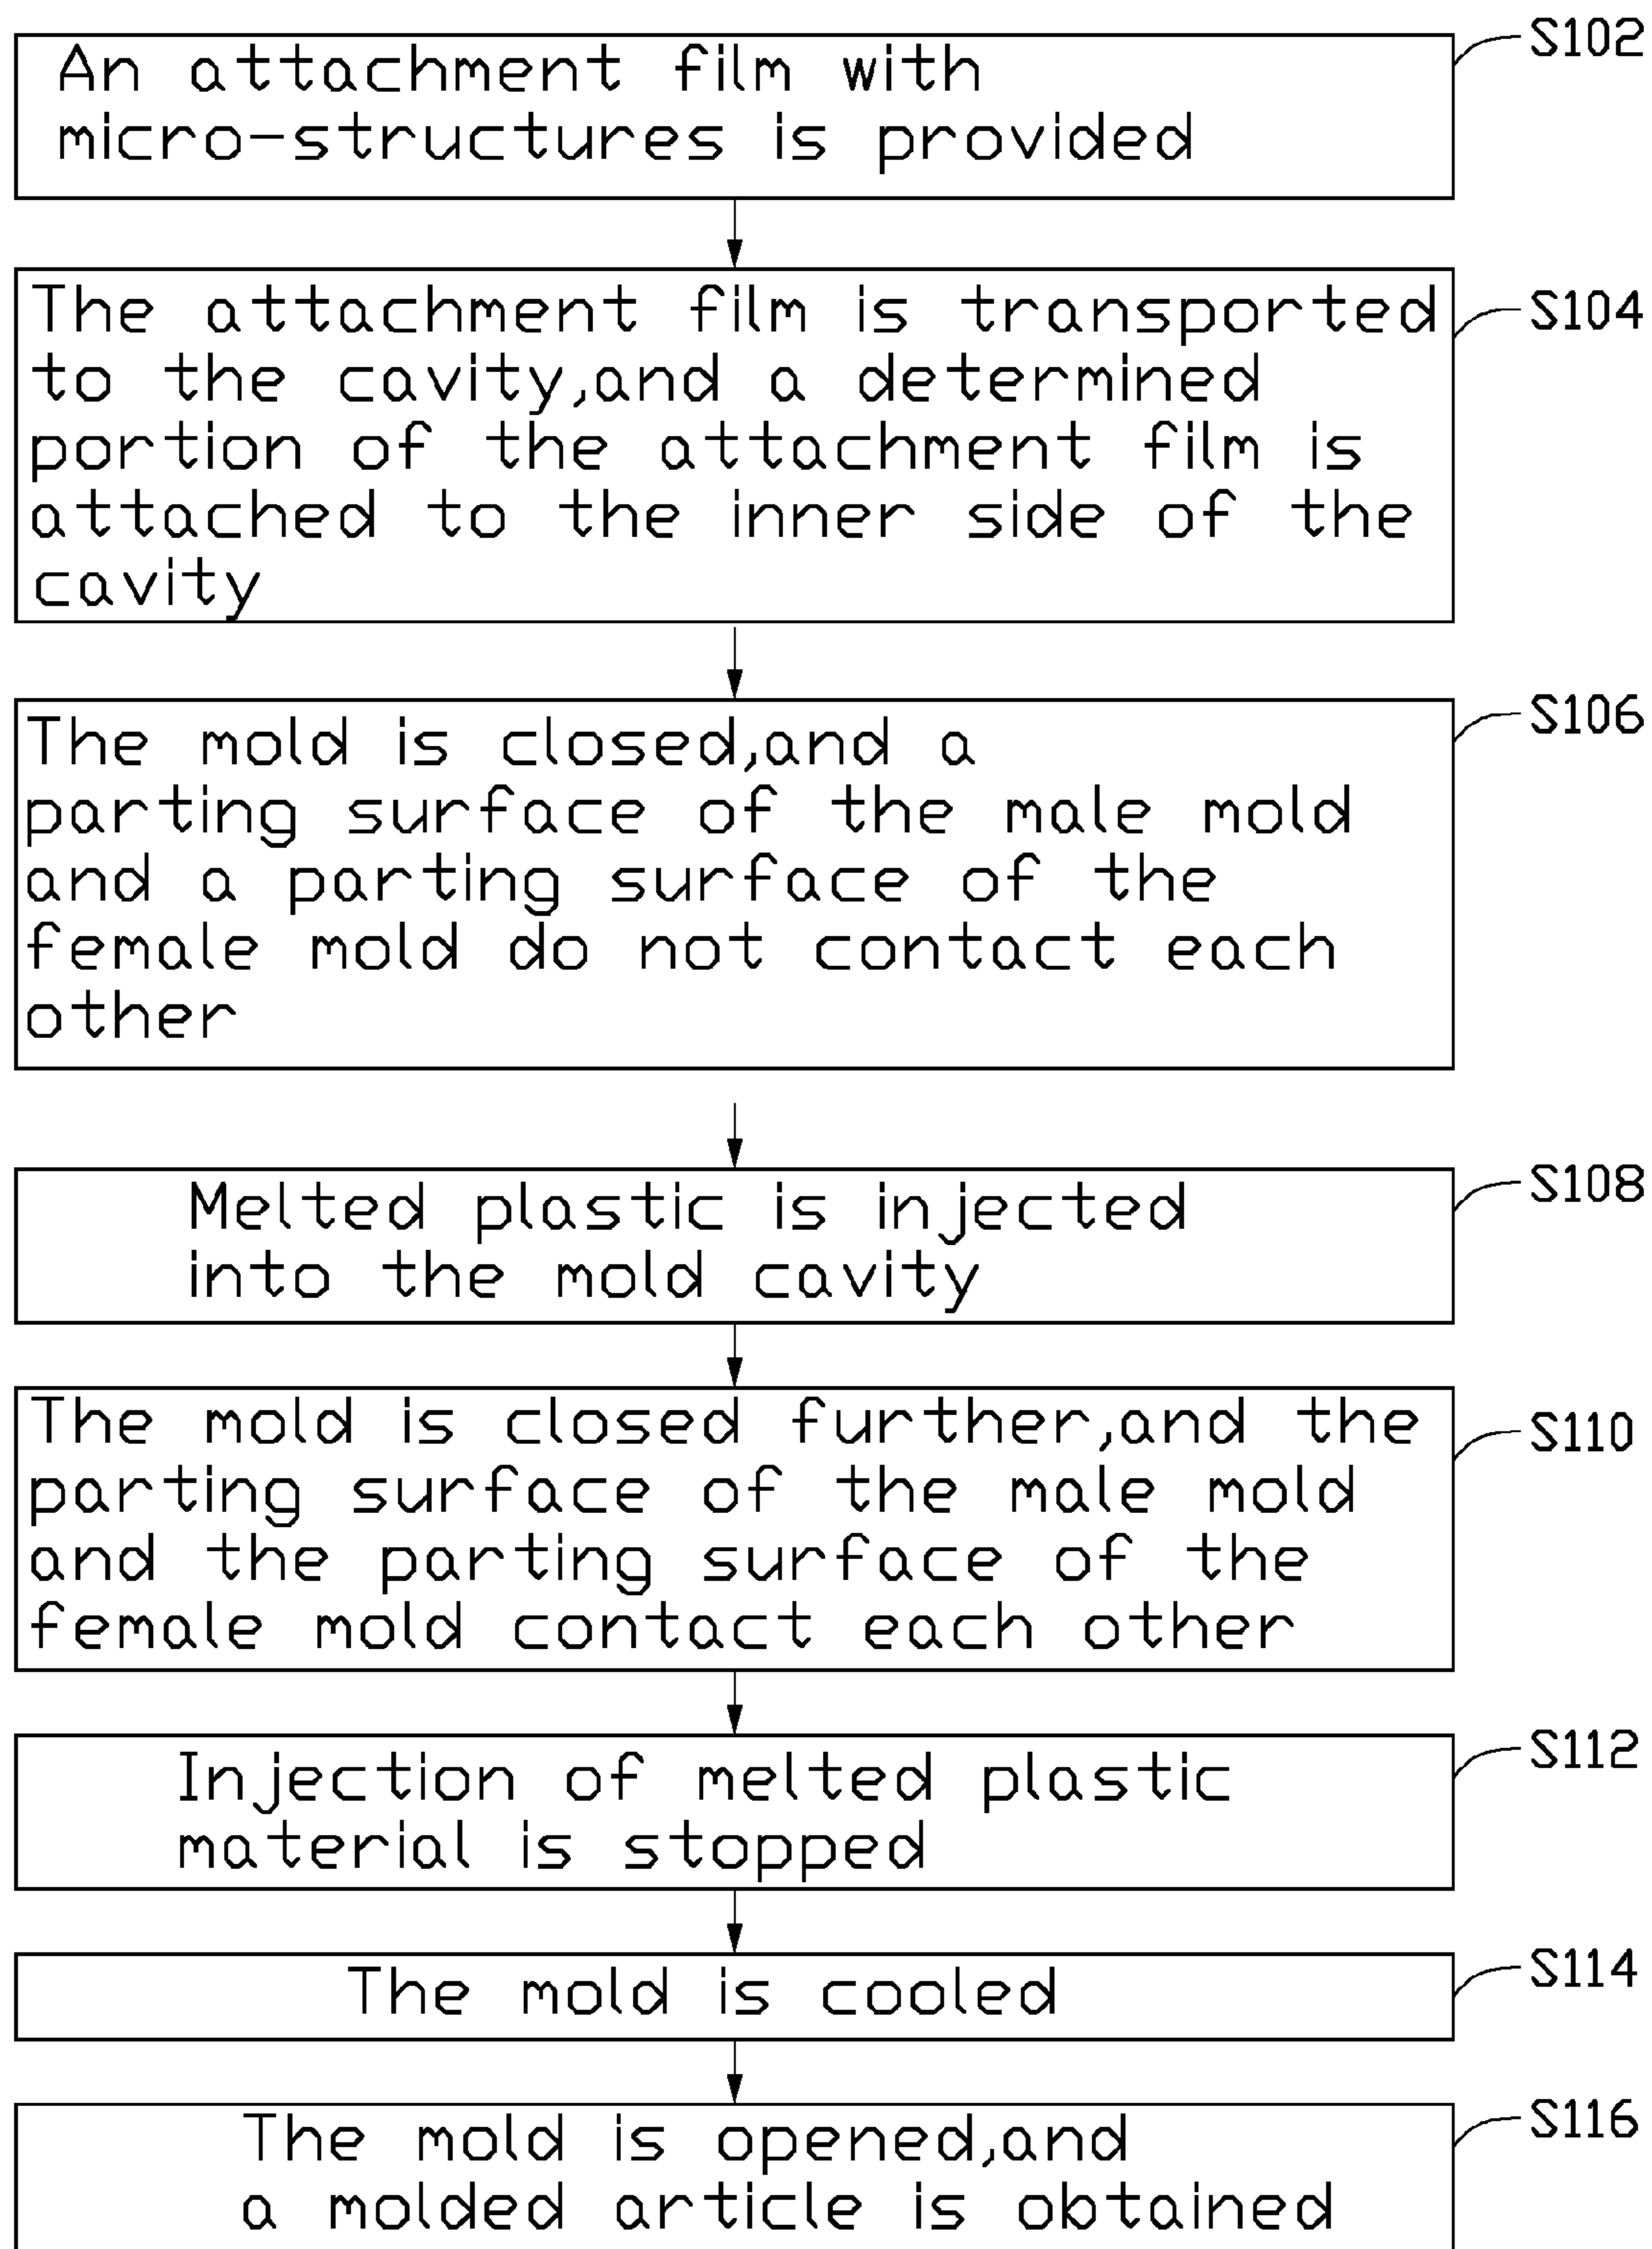 S102
An attachment film with
micro-structures is provided
S104
The attachment film is transported
to the cavity,and a determined
portion of the attachment film is
attached to the inner side of the
cavity
S106
The mold is closed,and a
parting surface of the male mold
and a parting surface of the
female mold do not contact each
other
S108
Melted plastic is injected
into the mold cavity
S110
The mold is closed further,and the
parting surface of the male mold
and the parting surface of the
female mold contact each other
S112
Injection of melted plastic
material is stopped
S114
The mold is cooled
S116
The mold is opened,and
a molded article is obtained